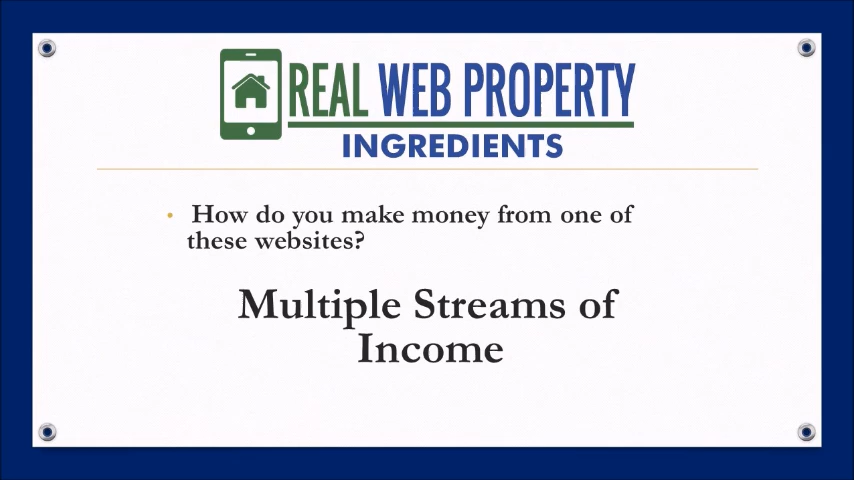 REAL WEB PROPERTY
INGREDIENTS
• How do you make money from one of
these websites?
Multiple Streams of
Income